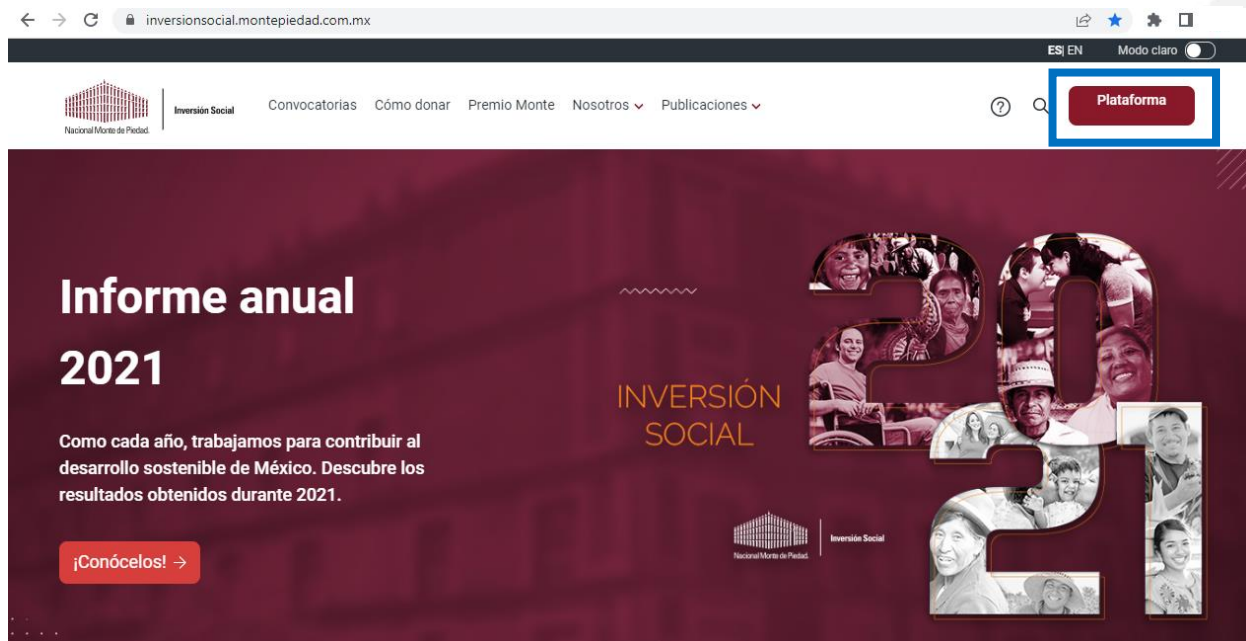 inversionsocial.montepiedad.com.mx
ES| EN Modo claro
Nacional Monte de Piedad. Inversión Social
Convocatorias Cómo donar Premio Monte Nosotros Publicaciones
Plataforma
Informe anual
2021
Como cada año, trabajamos para contribuir al
desarrollo sostenible de México. Descubre los
resultados obtenidos durante 2021.
¡Conócelos! →
INVERSIÓN
SOCIAL
20
21
Nacional Monte de Piedad. Inversión Social